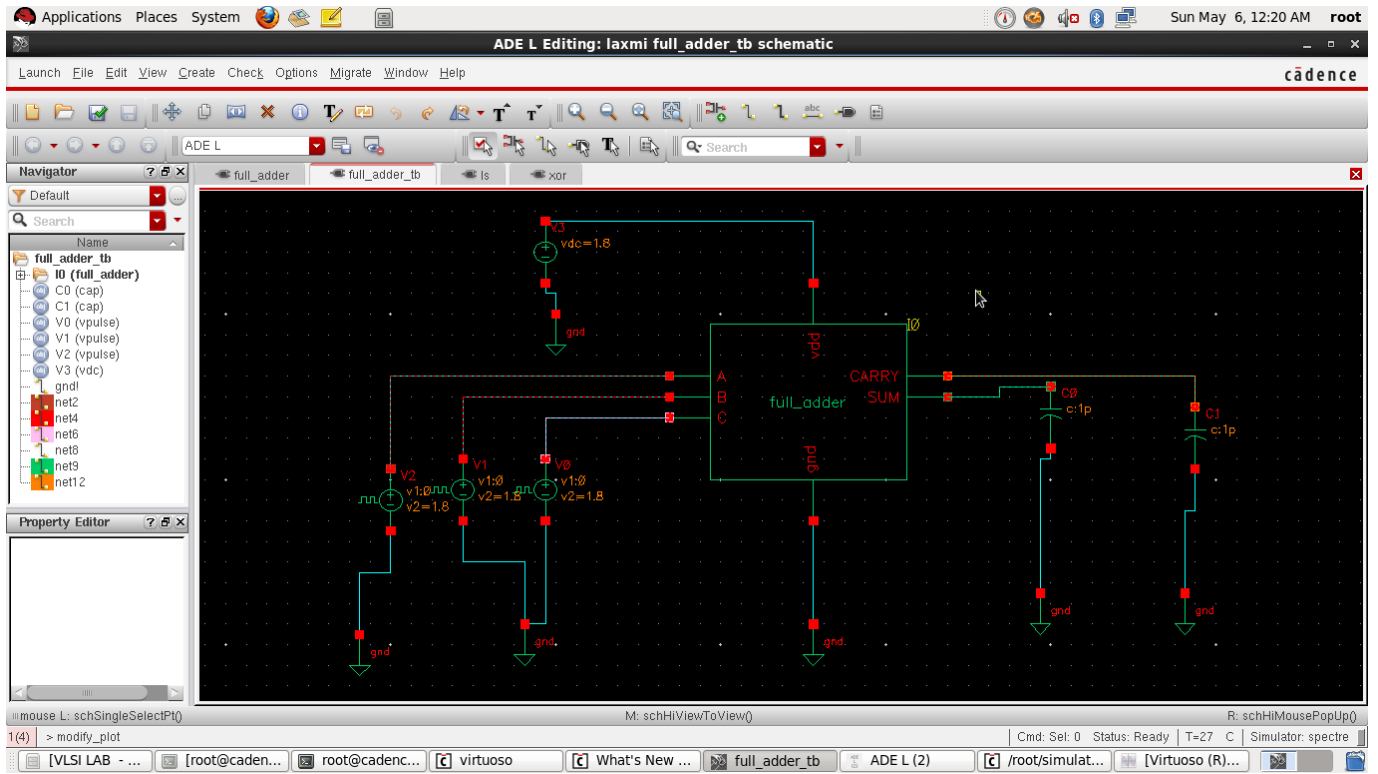 Applications Places System Sun May 6, 12:20 AM root
ADE L Editing: laxmi full_adder_tb schematic
Launch File Edit View Create Check Options Migrate Window Help cādence
ADE L Search
Navigator full_adder full_adder_tb ls xor
Default
Search
Name
full_adder_tb
I0 (full_adder)
C0 (cap)
C1 (cap)
V0 (vpulse)
V1 (vpulse)
V2 (vpulse)
V3 (vdc)
gnd!
net2
net4
net6
net8
net9
net12
Property Editor
V3
vdc=1.8
gnd
I0
vdd
A CARRY
B full_adder SUM
C
gnd
C0
c:1p
C1
c:1p
V2
v1:0
v2=1.8
V1
v1:0
v2=1.8
V0
v1:0
v2=1.8
gnd
gnd
gnd
gnd
gnd
mouse L: schSingleSelectPt() M: schHiViewToView() R: schHiMousePopUp()
1(4) > modify_plot Cmd: Sel: 0 Status: Ready T=27 C Simulator: spectre
[VLSI LAB - ... [root@caden... root@cadenc... virtuoso What's New ... full_adder_tb ADE L (2) /root/simulat... [Virtuoso (R)...